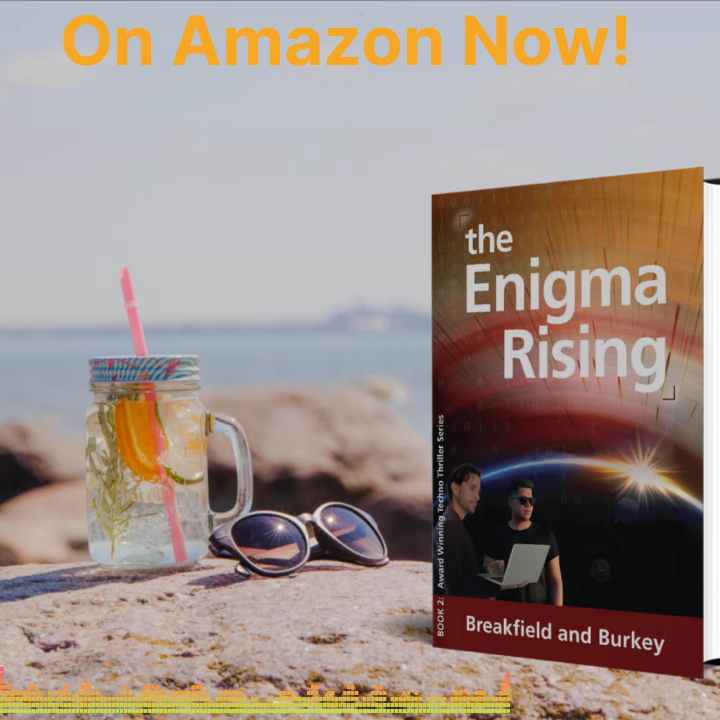 On Amazon Now!
the
Enigma
Rising
BOOK 2: Award Winning Techno Thriller Series
Breakfield and Burkey